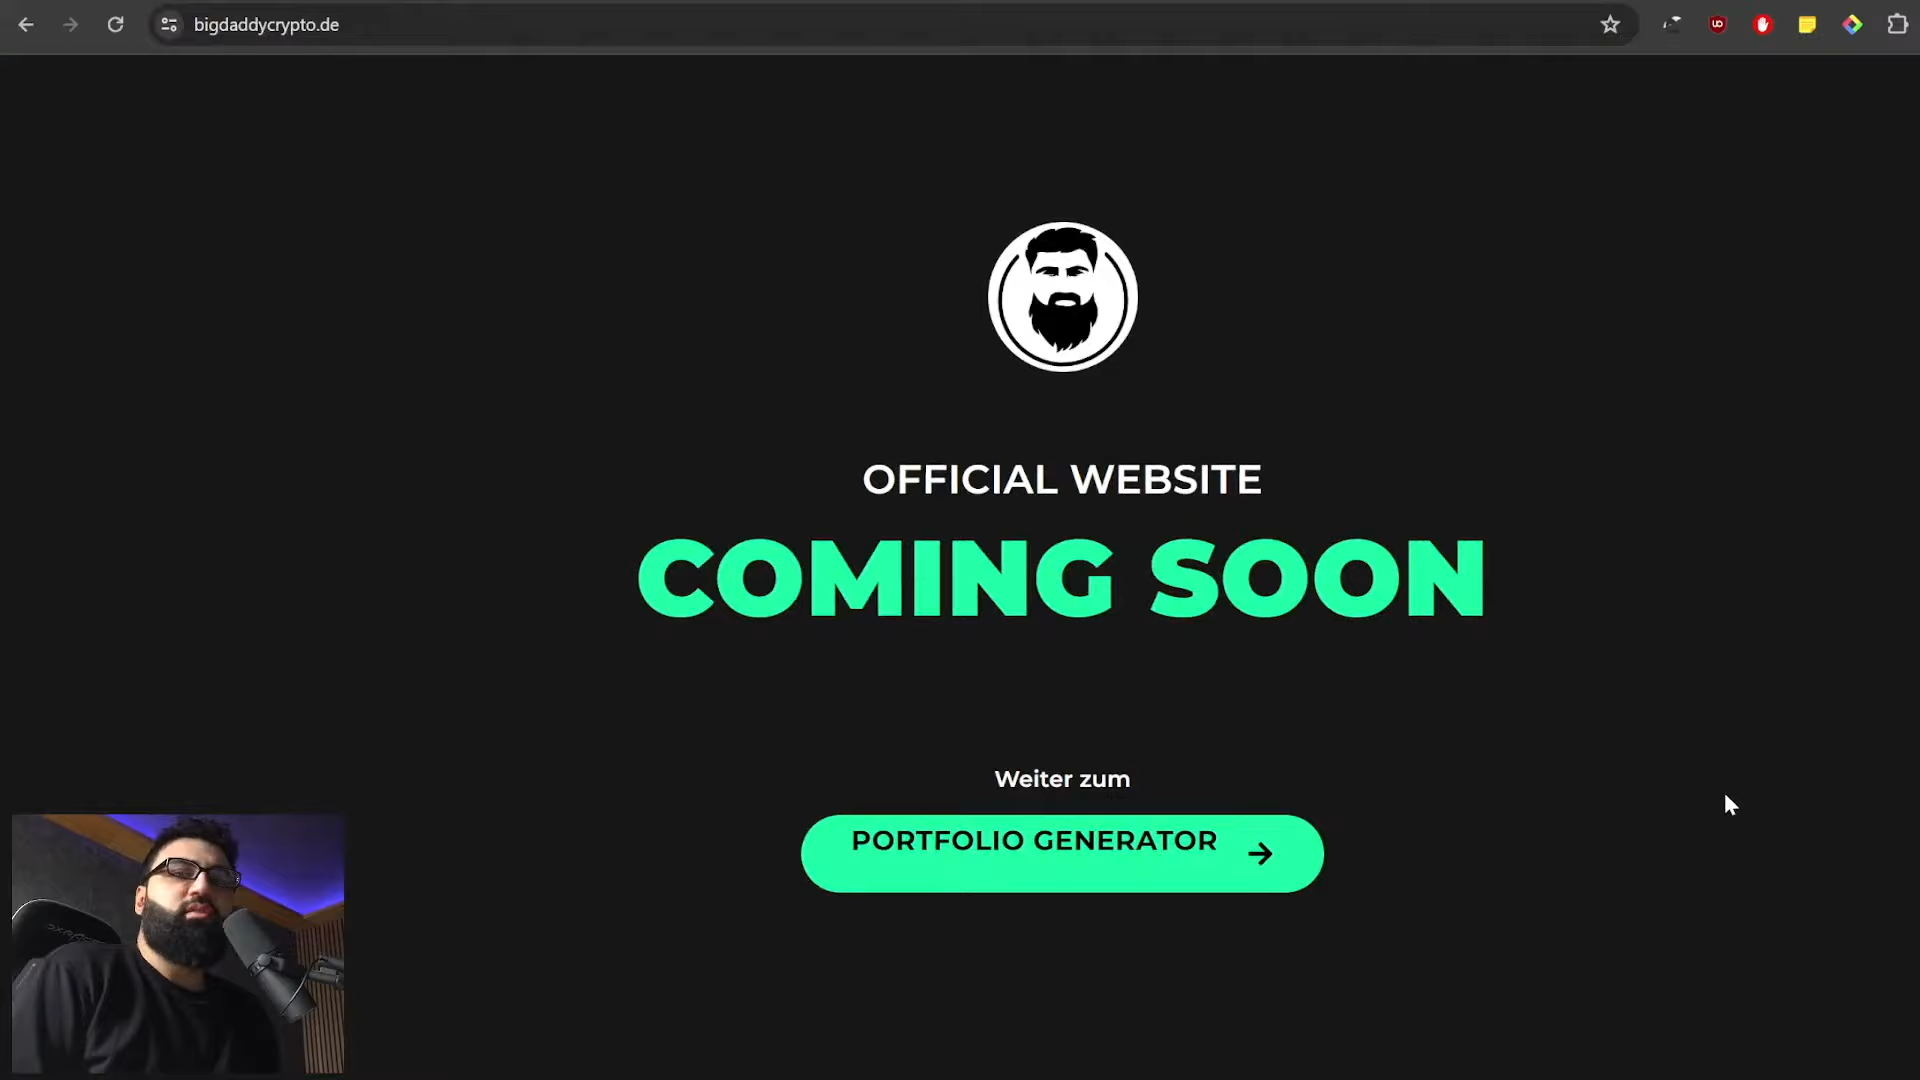 bigdaddycrypto.de
OFFICIAL WEBSITE
COMING SOON
Weiter zum
PORTFOLIO GENERATOR